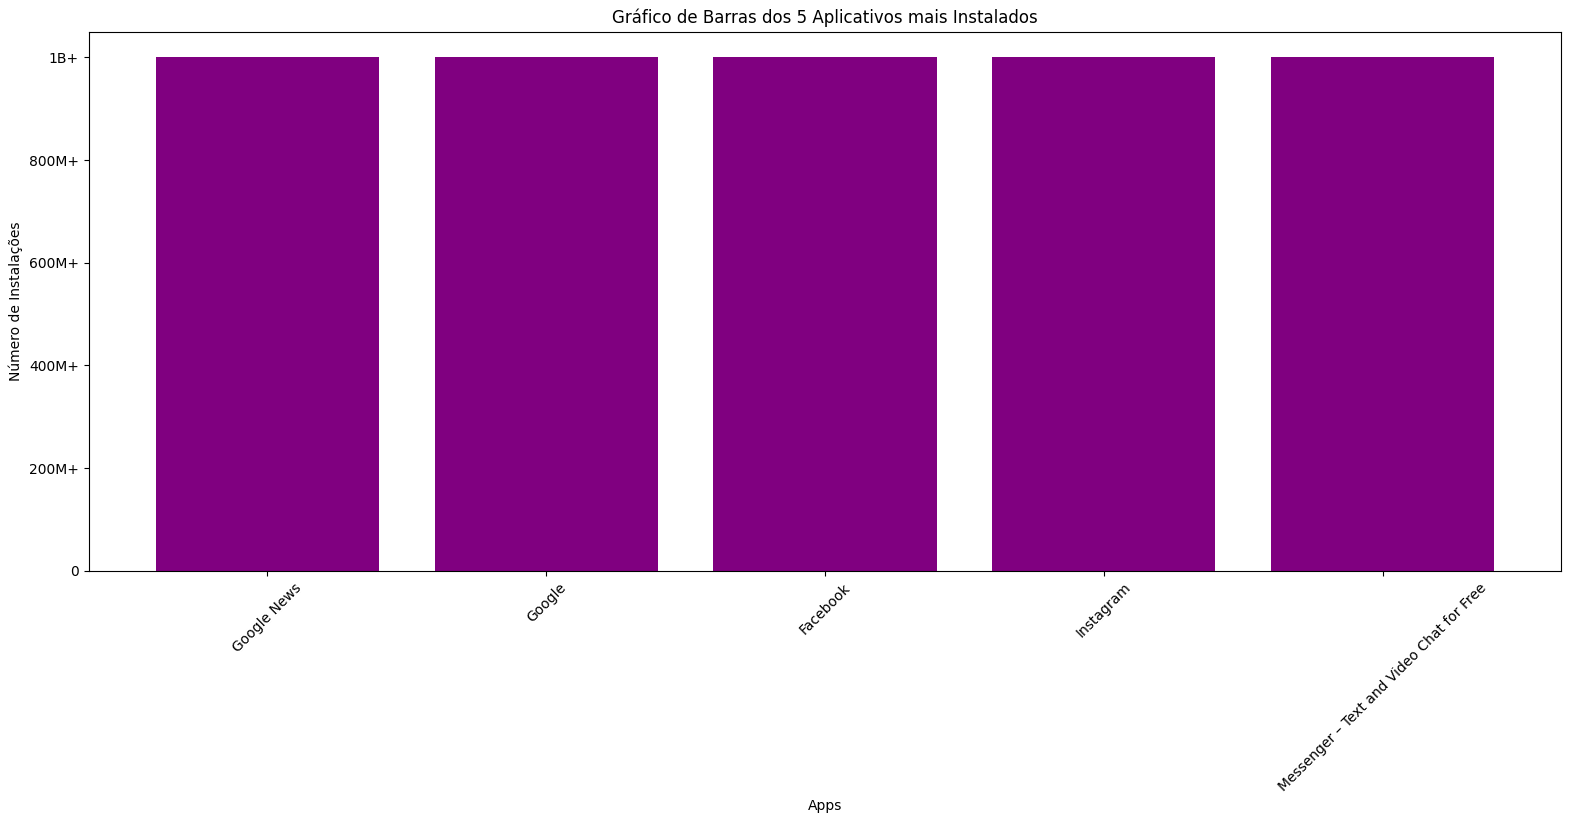 Gráfico de Barras dos 5 Aplicativos mais Instalados
Número de Instalações
1B+
800M+
600M+
400M+
200M+
0
Google News
Google
Facebook
Instagram
Messenger – Text and Video Chat for Free
Apps